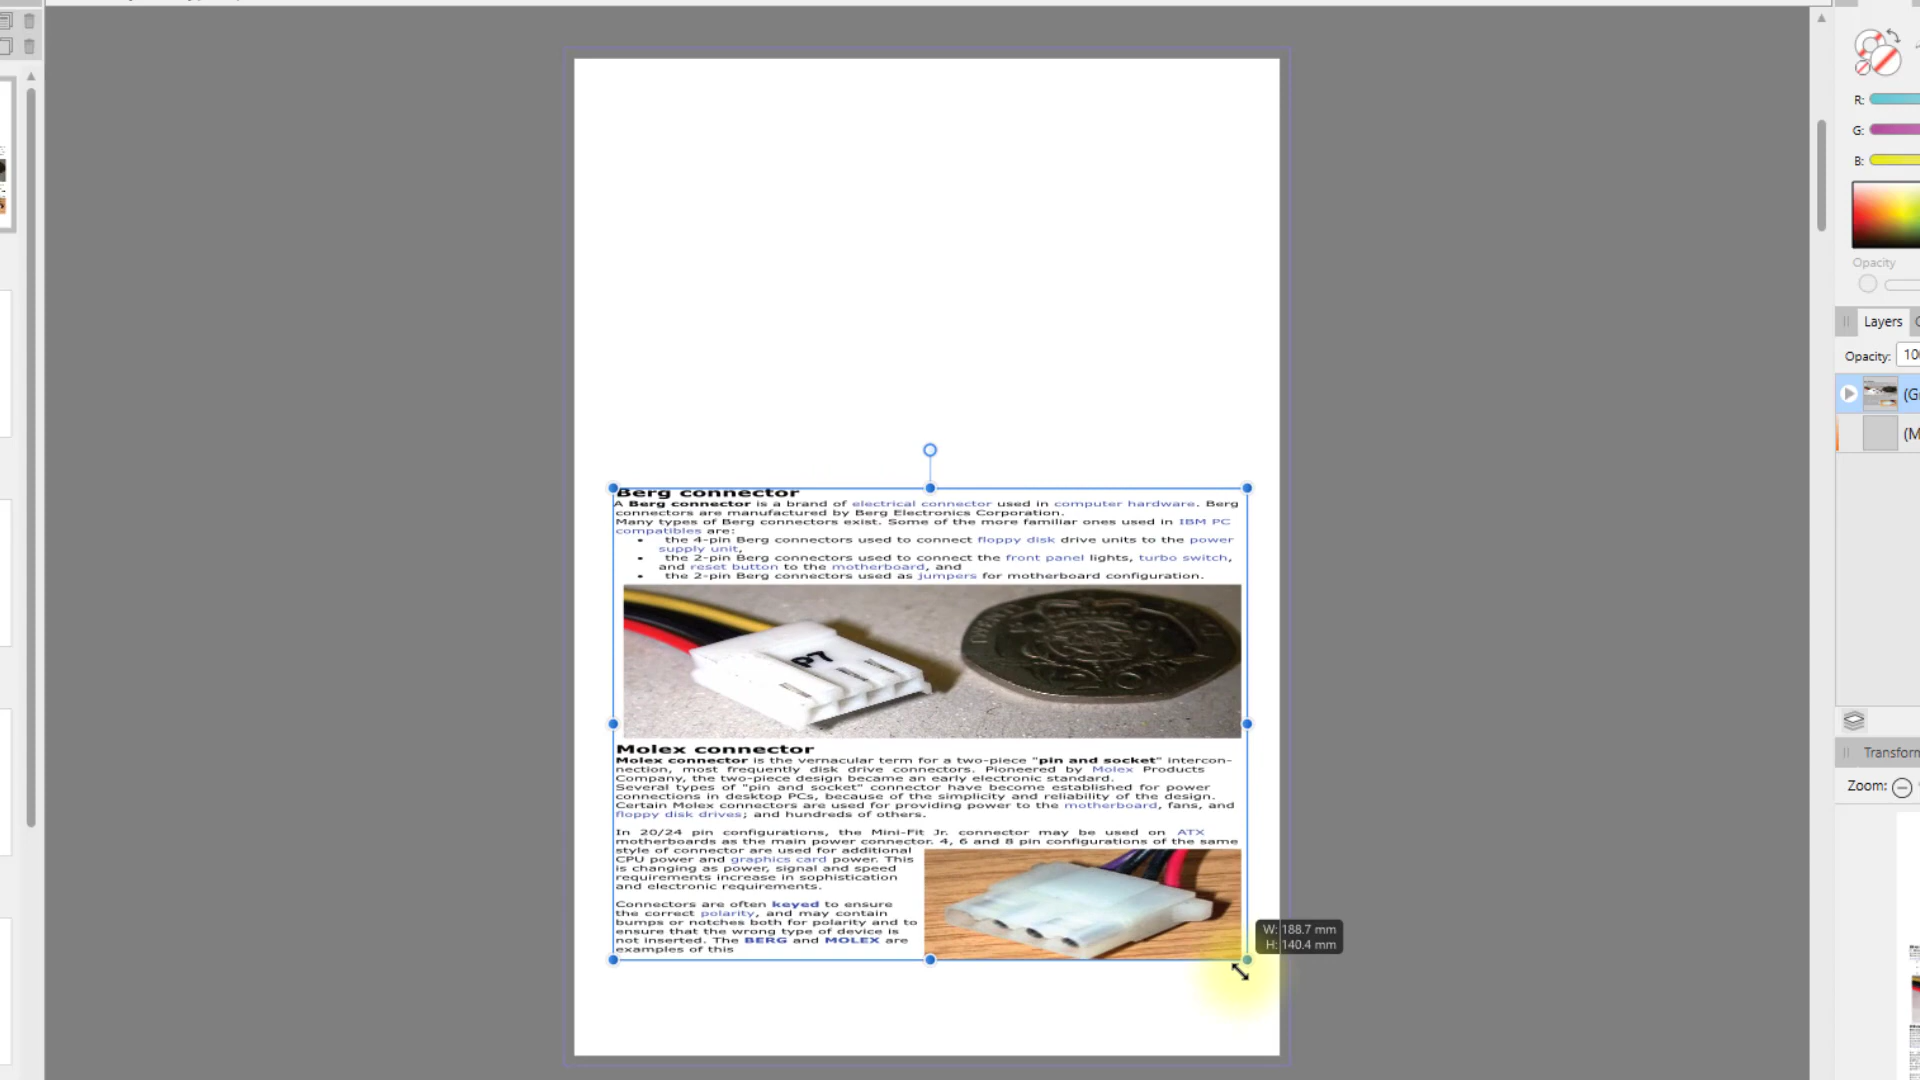 R:
G:
B:
Opacity
Layers
Opacity:
Transform
Zoom:
Berg connector
A Berg connector is a brand of electrical connector used in computer hardware. Berg
connectors are manufactured by Berg Electronics Corporation.
Many types of Berg connectors exist. Some of the more familiar ones used in IBM PC
compatibles are:
• the 4-pin Berg connectors used to connect floppy disk drive units to the power
supply unit,
• the 2-pin Berg connectors used to connect the front panel lights, turbo switch,
and reset button to the motherboard, and
• the 2-pin Berg connectors used as jumpers for motherboard configuration.
P7
20
Molex connector
Molex connector is the vernacular term for a two-piece "pin and socket" intercon-
nection, most frequently disk drive connectors. Pioneered by Molex Products
Company, the two-piece design became an early electronic standard.
Several types of "pin and socket" connector have become established for power
connections in desktop PCs, because of the simplicity and reliability of the design.
Certain Molex connectors are used for providing power to the motherboard, fans, and
floppy disk drives; and hundreds of others.
In 20/24 pin configurations, the Mini-Fit Jr. connector may be used on ATX
motherboards as the main power connector. 4, 6 and 8 pin configurations of the same
style of connector are used for additional
CPU power and graphics card power. This
is changing as power, signal and speed
requirements increase in sophistication
and electronic requirements.
Connectors are often keyed to ensure
the correct polarity, and may contain
bumps or notches both for polarity and to
ensure that the wrong type of device is
not inserted. The BERG and MOLEX are
examples of this
W: 188.7 mm
H: 140.4 mm